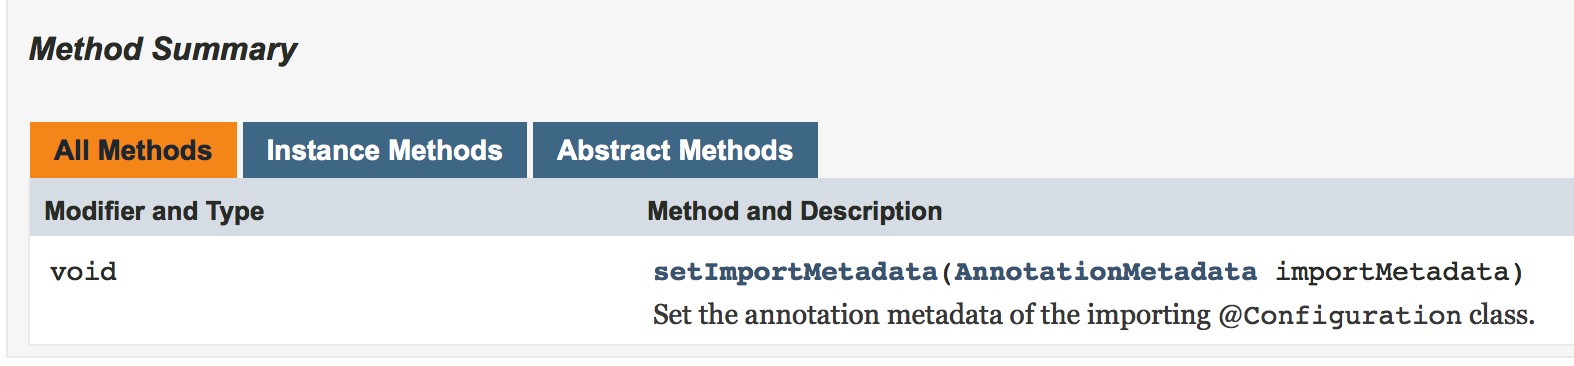 Method Summary
All Methods Instance Methods Abstract Methods
Modifier and Type Method and Description
void setImportMetadata(AnnotationMetadata importMetadata)
Set the annotation metadata of the importing @Configuration class.